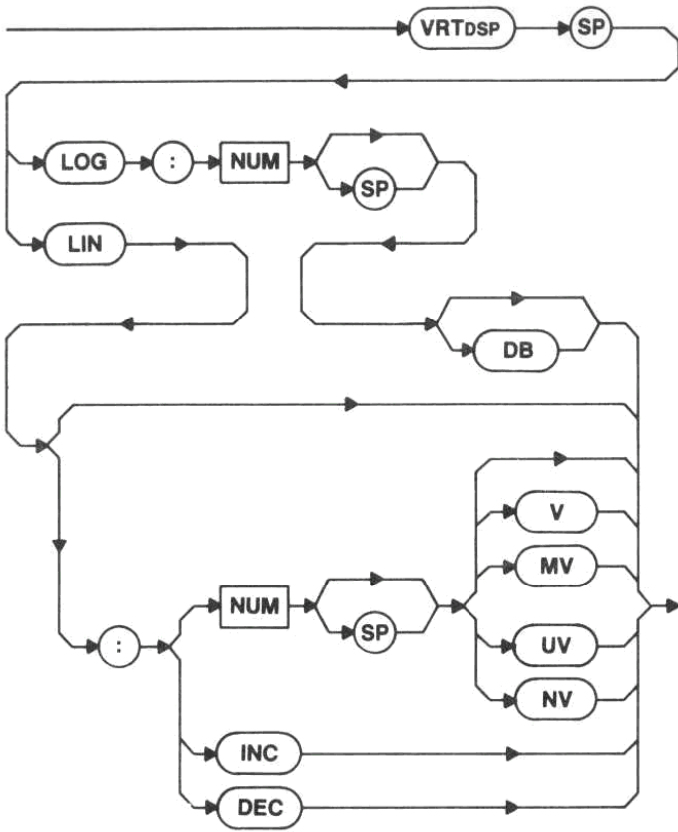 VRTDSP SP
LOG : NUM SP
LIN
DB
V
MV
NUM SP
UV
:
NV
INC
DEC